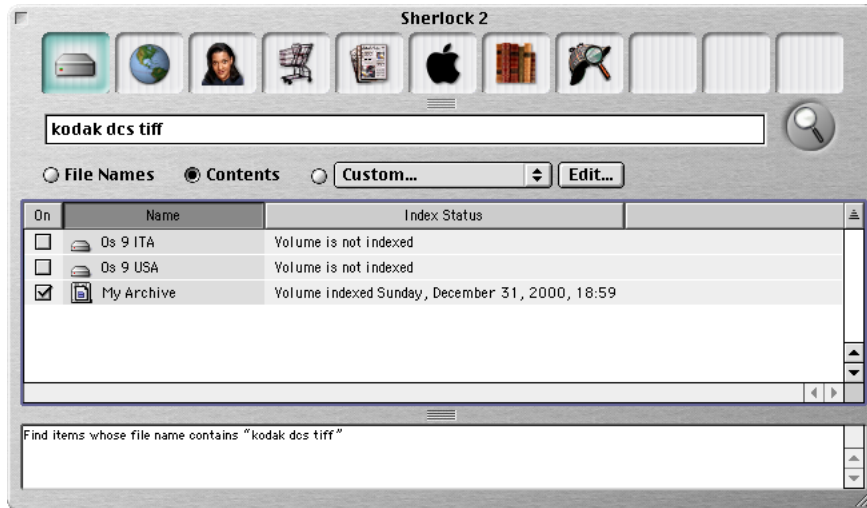 Sherlock 2
kodak dcs tiff
File Names Contents Custom... Edit...
On Name Index Status
Os 9 ITA Volume is not indexed
Os 9 USA Volume is not indexed
My Archive Volume indexed Sunday, December 31, 2000, 18:59
Find items whose file name contains “kodak dcs tiff”